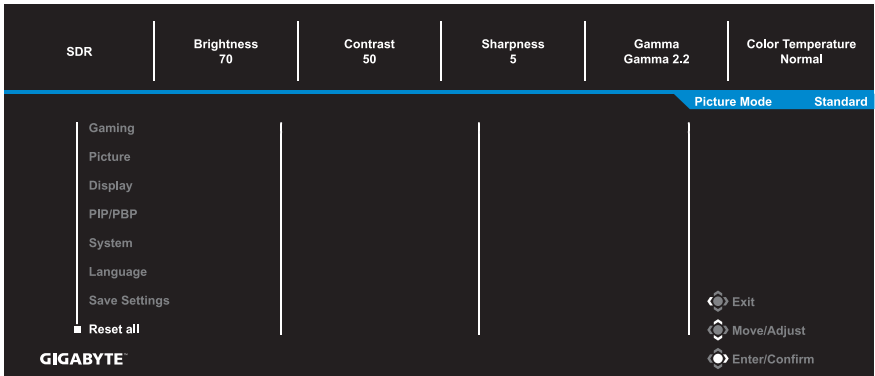 SDR
Brightness
70
Contrast
50
Sharpness
5
Gamma
Gamma 2.2
Color Temperature
Normal
Picture Mode Standard
Gaming
Picture
Display
PIP/PBP
System
Language
Save Settings
Reset all
Exit
Move/Adjust
Enter/Confirm
GIGABYTE™